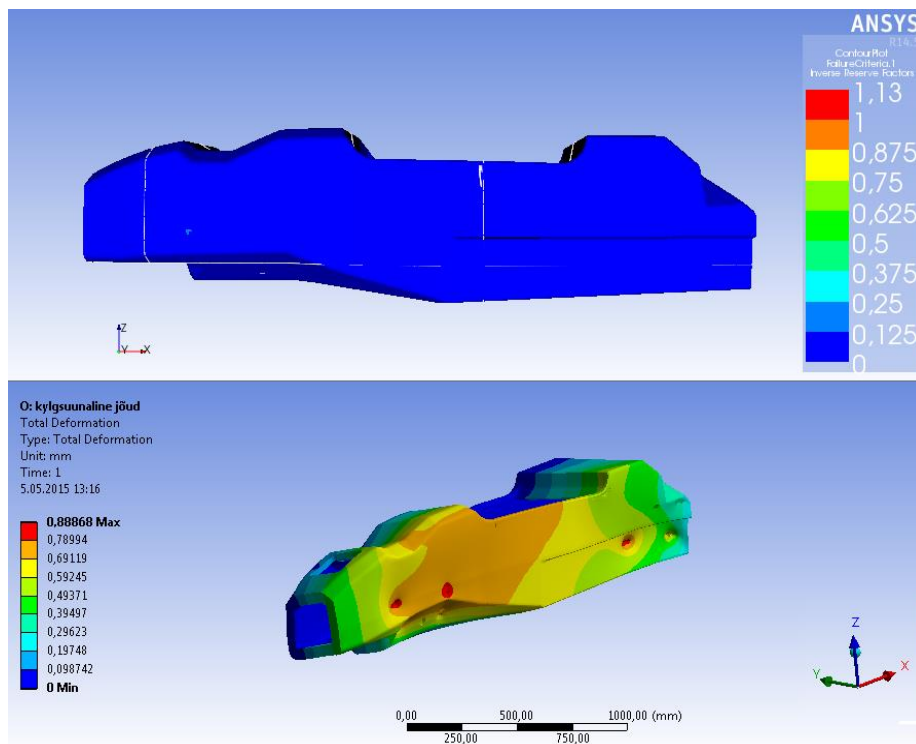 ANSYS
R14.5
ContourPlot
FailureCriteria.1
Inverse Reserve Factors
1,13
1
0,875
0,75
0,625
0,5
0,375
0,25
0,125
0
Z
Y X
O: kylgsuunaline jõud
Total Deformation
Type: Total Deformation
Unit: mm
Time: 1
5.05.2015 13:16
0,88868 Max
0,78994
0,69119
0,59245
0,49371
0,39497
0,29623
0,19748
0,098742
0 Min
Z
Y X
0,00 500,00 1000,00 (mm)
250,00 750,00